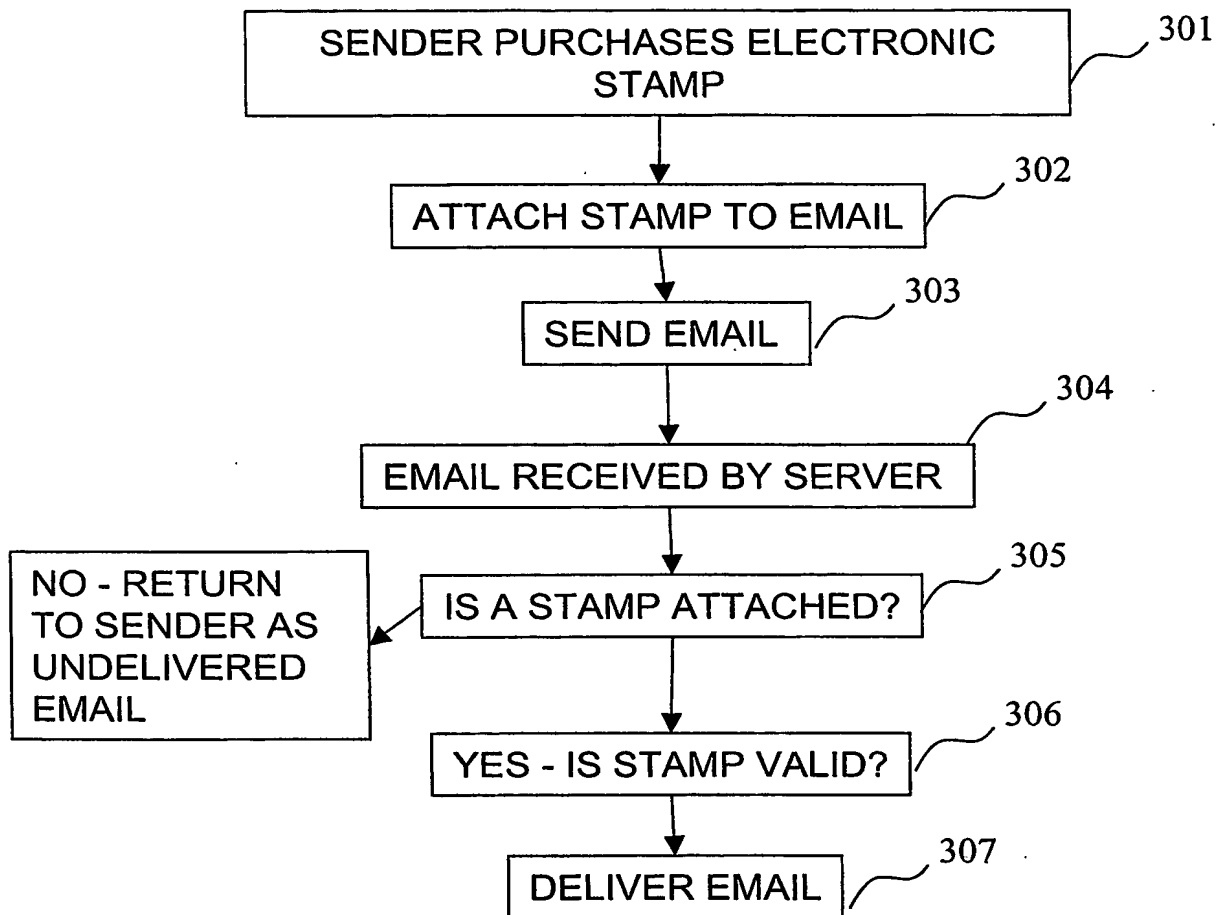 SENDER PURCHASES ELECTRONIC
STAMP
301
ATTACH STAMP TO EMAIL
302
SEND EMAIL
303
EMAIL RECEIVED BY SERVER
304
IS A STAMP ATTACHED?
305
NO - RETURN
TO SENDER AS
UNDELIVERED
EMAIL
YES - IS STAMP VALID?
306
DELIVER EMAIL
307